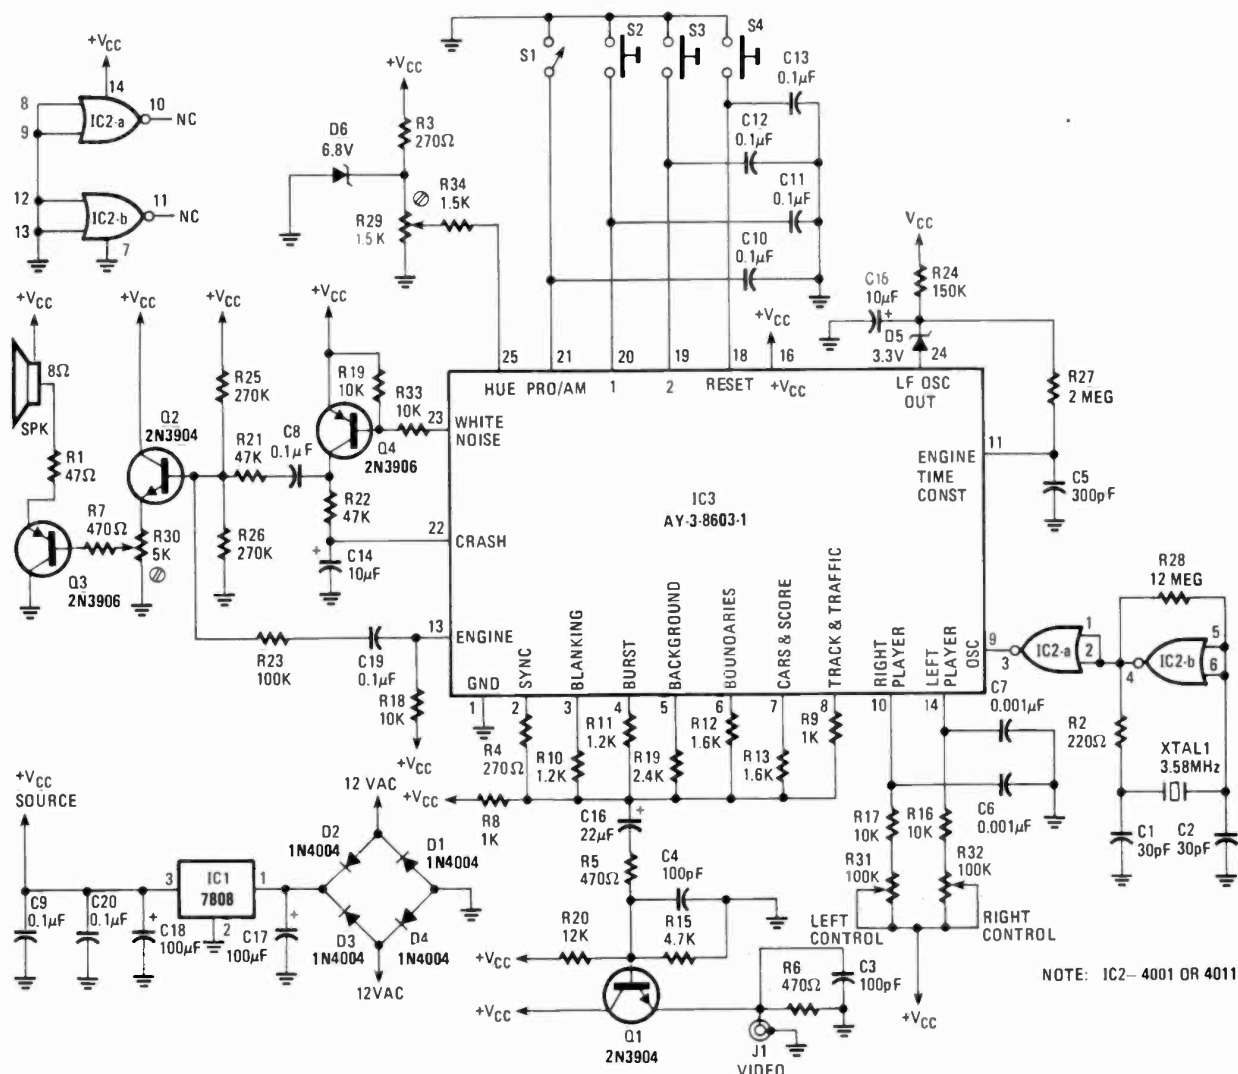 S1
S2
S3
S4
+VCC
14
8
9
IC2-a
10
NC
12
13
IC2-b
11
NC
7
+VCC
R3
270Ω
D6
6.8V
R34
1.5K
R29
1.5K
C13
0.1µF
C12
0.1µF
C11
0.1µF
C10
0.1µF
VCC
R24
150K
C16
10µF
+
D5
3.3V
24
R27
2 MEG
+VCC
8Ω
SPK
R1
47Ω
R7
470Ω
Q3
2N3906
+VCC
Q2
2N3904
R30
5K
+VCC
R25
270K
R21
47K
R26
270K
C8
0.1µF
+VCC
R19
10K
R33
10K
Q4
2N3906
R22
47K
+
C14
10µF
R23
100K
C19
0.1µF
R18
10K
+VCC
25
21
20
19
18
+VCC
16
HUE
PRO/AM
1
2
RESET
+VCC
LF OSC
OUT
23
WHITE
NOISE
22
CRASH
13
ENGINE
IC3
AY-3-8603-1
11
ENGINE
TIME
CONST
C5
300pF
GND
SYNC
BLANKING
BURST
BACKGROUND
BOUNDARIES
CARS & SCORE
TRACK & TRAFFIC
RIGHT
PLAYER
LEFT
PLAYER
OSC
9
1
2
3
4
5
6
7
8
10
14
3
IC2-a
1
2
4
IC2-b
5
6
R28
12 MEG
R2
220Ω
XTAL1
3.58MHz
C1
30pF
C2
30pF
R4
270Ω
R10
1.2K
R11
1.2K
R19
2.4K
R12
1.6K
R13
1.6K
R9
1K
C7
0.001µF
C6
0.001µF
R17
10K
R16
10K
R31
100K
R32
100K
LEFT
CONTROL
RIGHT
CONTROL
+VCC
+VCC
R8
1K
C16
22µF
+
R5
470Ω
C4
100pF
R20
12K
R15
4.7K
+VCC
+VCC
Q1
2N3904
R6
470Ω
C3
100pF
J1
VIDEO
+VCC
SOURCE
3
IC1
7808
1
2
C9
0.1µF
C20
0.1µF
+
C18
100µF
+
C17
100µF
12 VAC
D2
1N4004
D1
1N4004
D3
1N4004
D4
1N4004
12VAC
NOTE: IC2– 4001 OR 4011